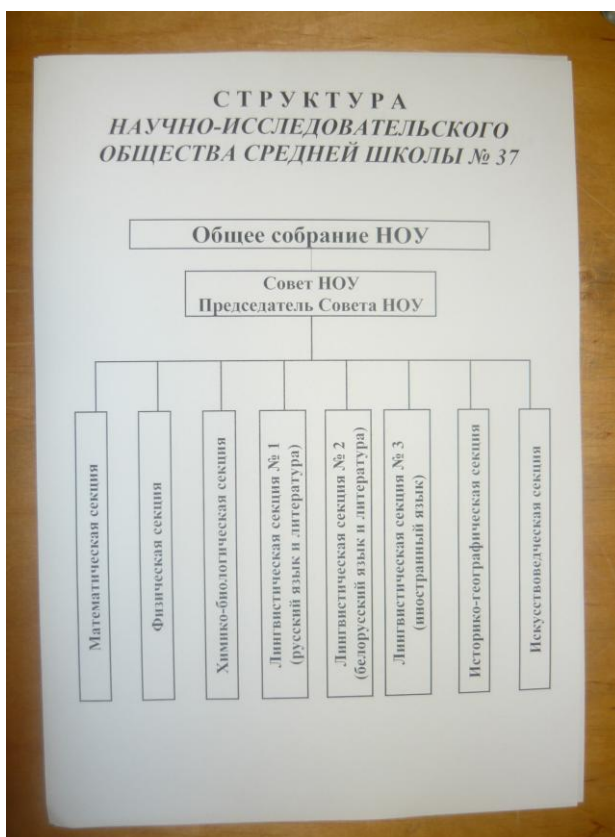 СТРУКТУРА
НАУЧНО-ИССЛЕДОВАТЕЛЬСКОГО
ОБЩЕСТВА СРЕДНЕЙ ШКОЛЫ № 37
Общее собрание НОУ
Совет НОУ
Председатель Совета НОУ
Математическая секция
Физическая секция
Химико-биологическая секция
Лингвистическая секция № 1
(русский язык и литература)
Лингвистическая секция № 2
(белорусский язык и литература)
Лингвистическая секция № 3
(иностранный язык)
Историко-географическая секция
Искусствоведческая секция